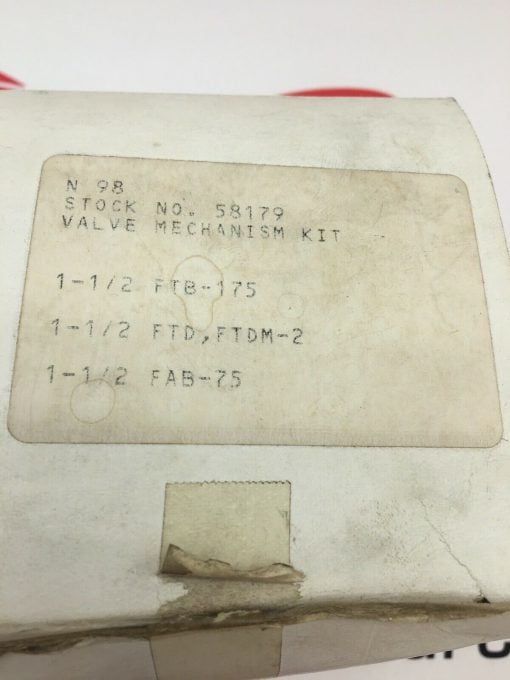 N 98
STOCK NO. 58179
VALVE MECHANISM KIT
1-1/2 FTB-175
1-1/2 FTD,FTDM-2
1-1/2 FAB-75